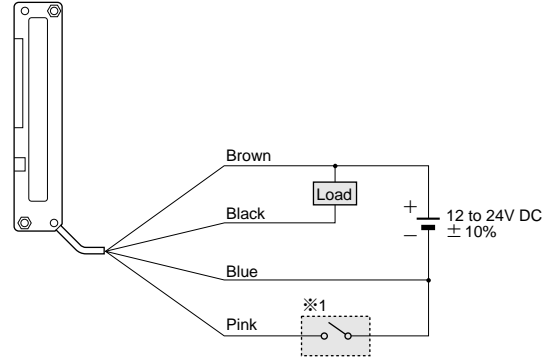 Brown
Load
Black
+
12 to 24V DC
−
± 10%
Blue
※1
Pink